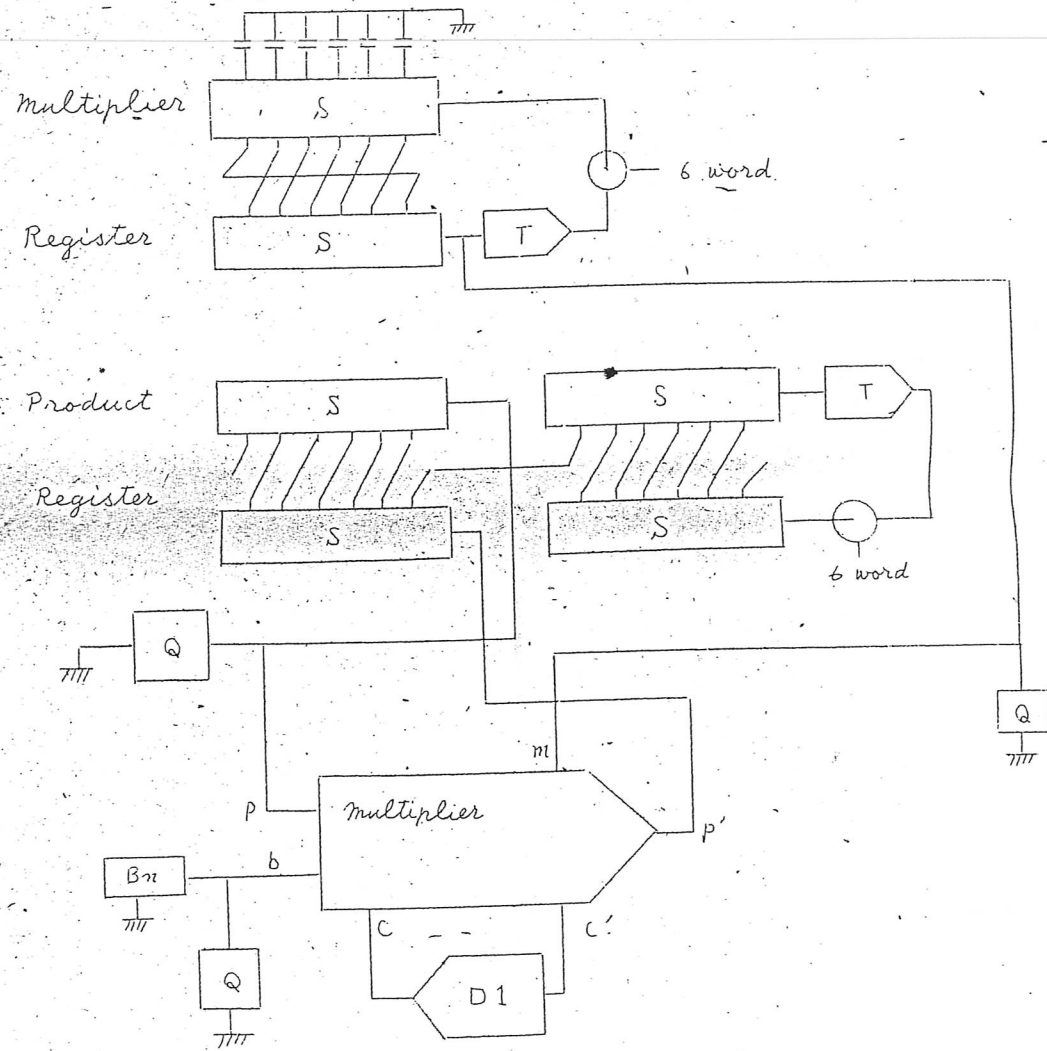 Multiplier
S
6 word.
Register
S
T
Product
S
S
T
Register
S
S
6 word
Q
Q
m
P
Multiplier
P'
b
Bn
C
C'
Q
D1